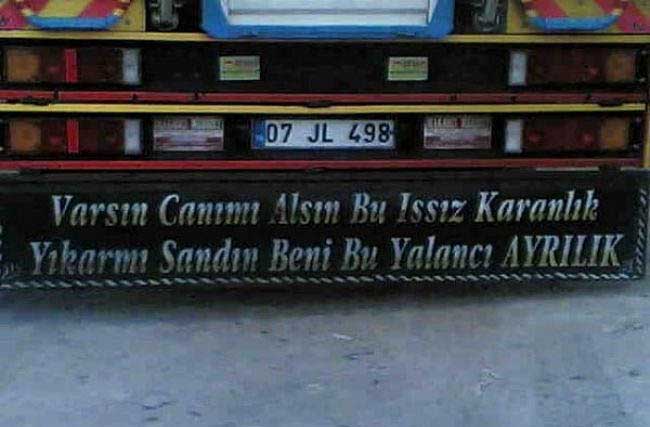 07 JL 498
Varsın Canımı Alsın Bu Issız Karanlık
Yıkarmı Sandın Beni Bu Yalancı AYRILIK